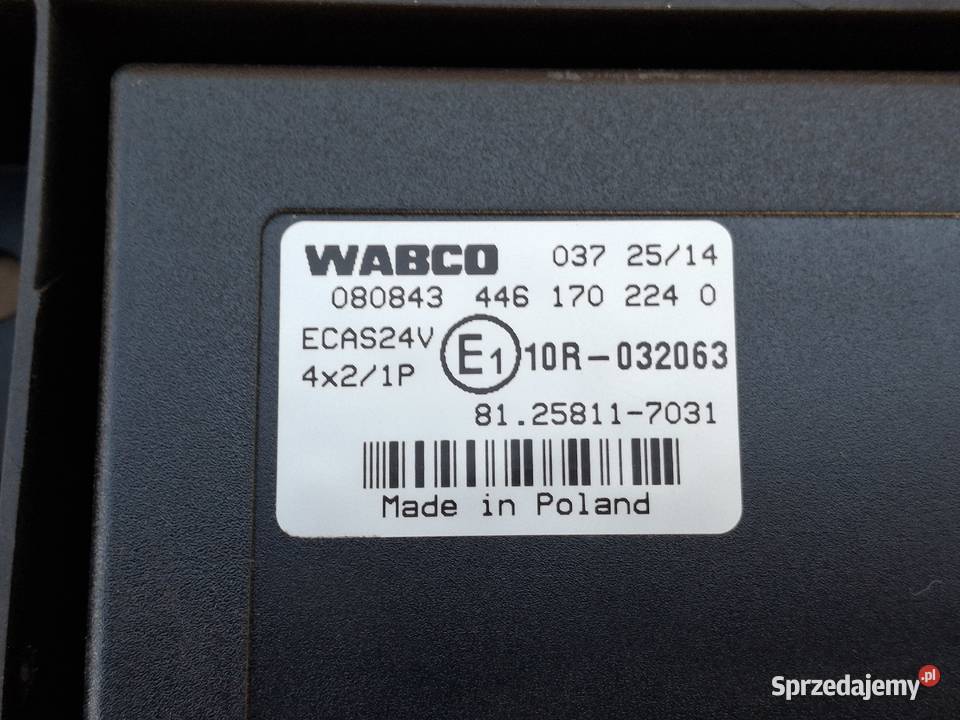 WABCO 037 25/14
080843 446 170 224 0
ECAS24V E1 10R-032063
4x2/1P
81.25811-7031
Made in Poland
Sprzedajemy.pl